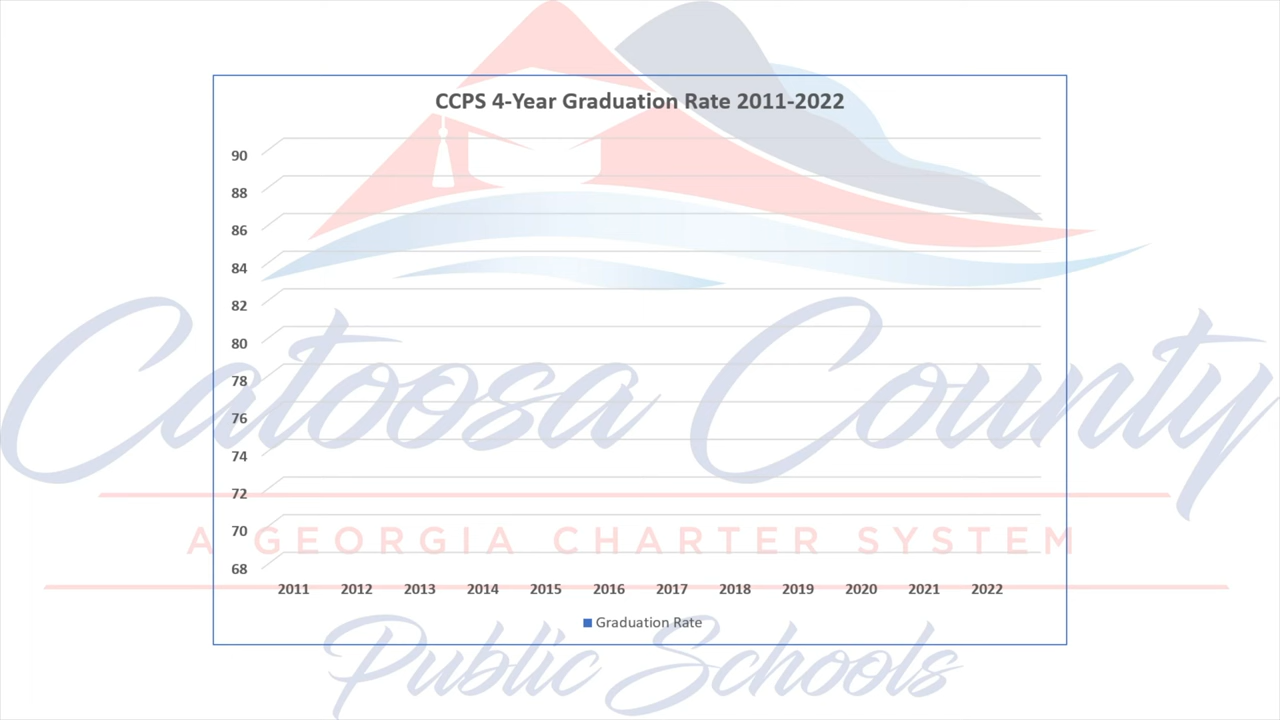 CCPS 4-Year Graduation Rate 2011-2022
90
88
86
84
82
80
78
76
74
72
70
68
2011 2012 2013 2014 2015 2016 2017 2018 2019 2020 2021 2022
Graduation Rate
Catoosa County
A GEORGIA CHARTER SYSTEM
Public Schools